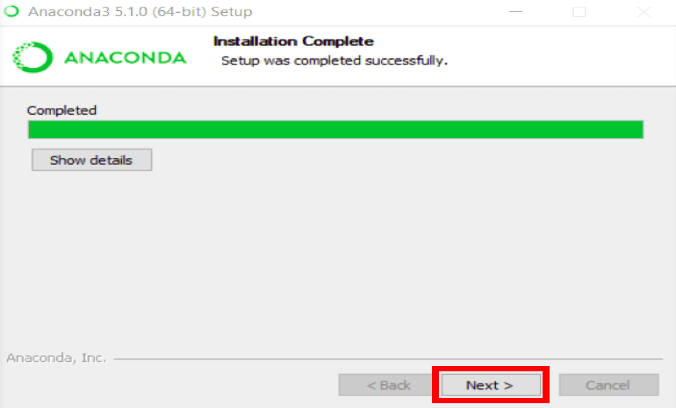 Anaconda3 5.1.0 (64-bit) Setup
ANACONDA
Installation Complete
Setup was completed successfully.
Completed
Show details
Anaconda, Inc.
< Back
Next >
Cancel